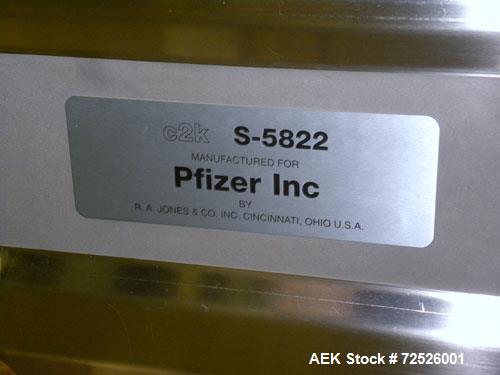 c2k S-5822
MANUFACTURED FOR
Pfizer Inc
BY
R. A. JONES & CO. INC. CINCINNATI, OHIO U.S.A.
AEK Stock # 72526001